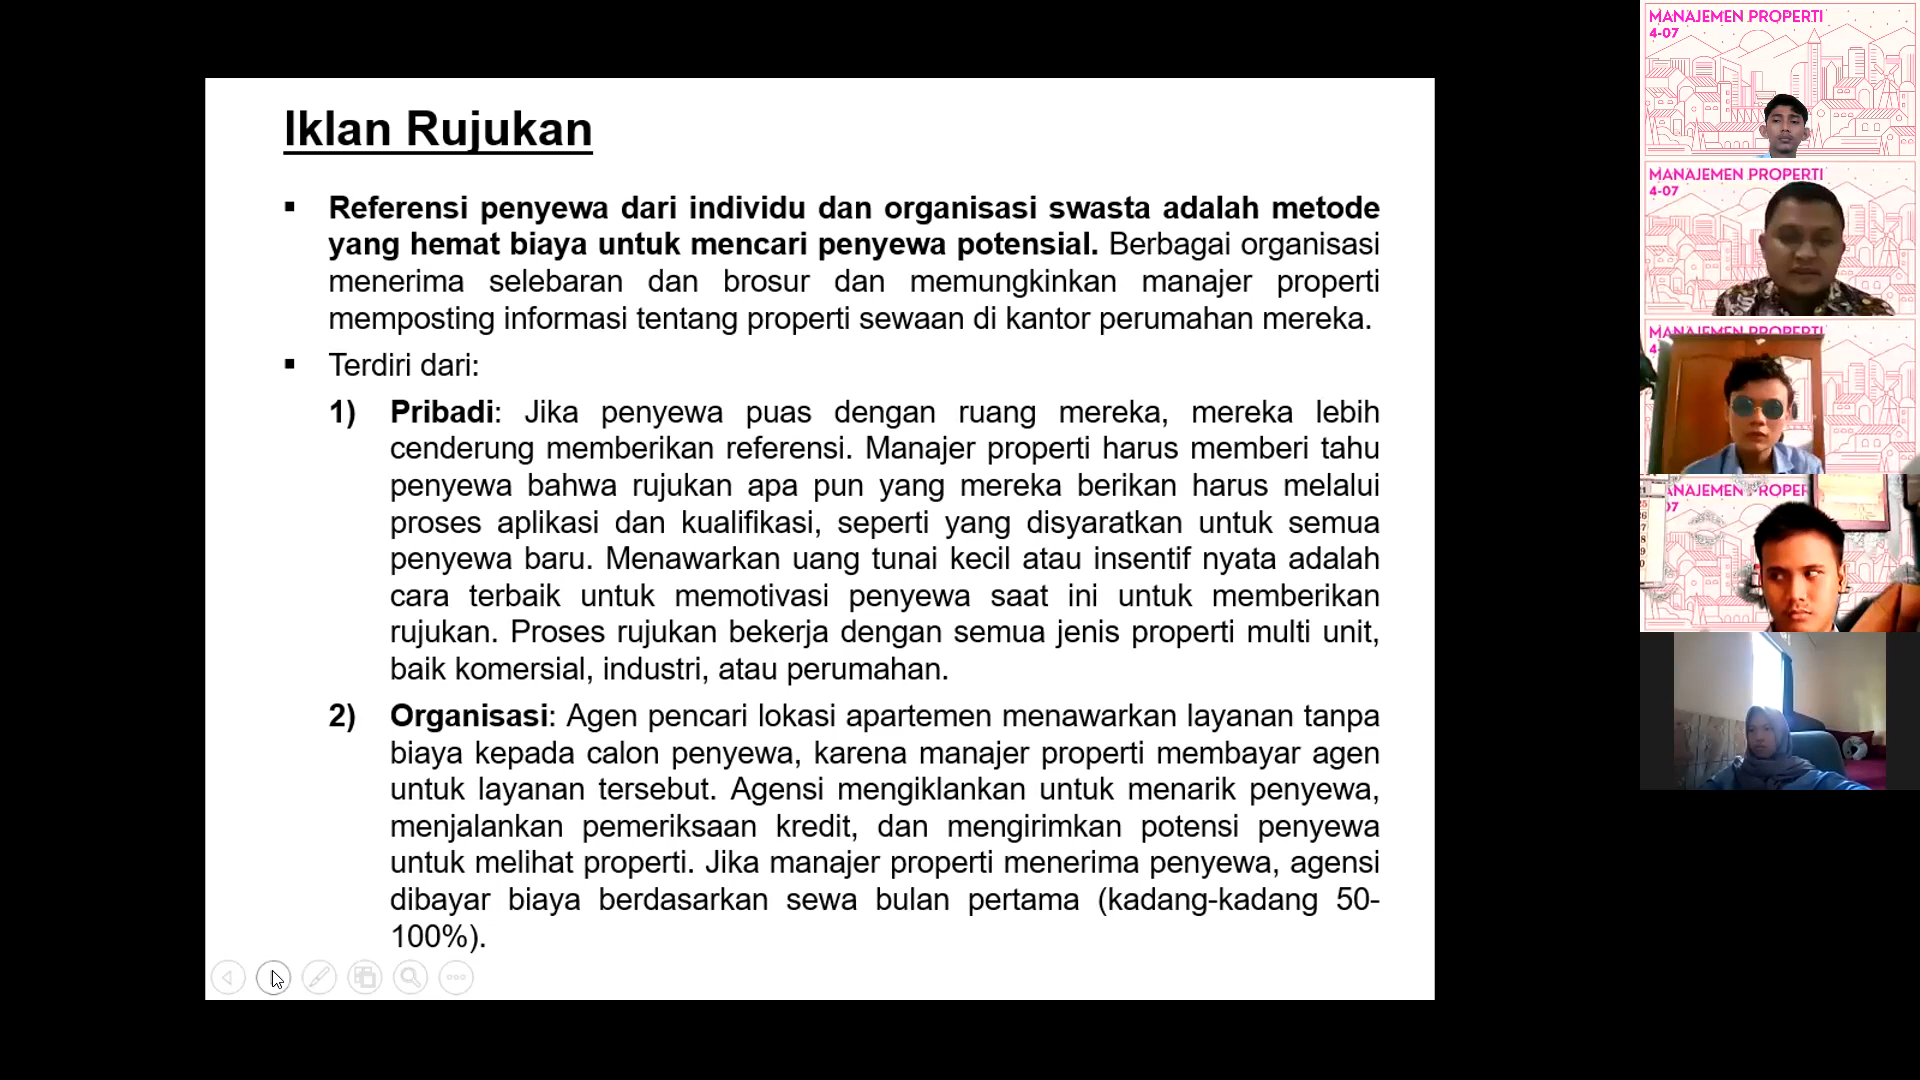 Iklan Rujukan
▪ Referensi penyewa dari individu dan organisasi swasta adalah metode
yang hemat biaya untuk mencari penyewa potensial. Berbagai organisasi
menerima selebaran dan brosur dan memungkinkan manajer properti
memposting informasi tentang properti sewaan di kantor perumahan mereka.
▪ Terdiri dari:
1) Pribadi: Jika penyewa puas dengan ruang mereka, mereka lebih
cenderung memberikan referensi. Manajer properti harus memberi tahu
penyewa bahwa rujukan apa pun yang mereka berikan harus melalui
proses aplikasi dan kualifikasi, seperti yang disyaratkan untuk semua
penyewa baru. Menawarkan uang tunai kecil atau insentif nyata adalah
cara terbaik untuk memotivasi penyewa saat ini untuk memberikan
rujukan. Proses rujukan bekerja dengan semua jenis properti multi unit,
baik komersial, industri, atau perumahan.
2) Organisasi: Agen pencari lokasi apartemen menawarkan layanan tanpa
biaya kepada calon penyewa, karena manajer properti membayar agen
untuk layanan tersebut. Agensi mengiklankan untuk menarik penyewa,
menjalankan pemeriksaan kredit, dan mengirimkan potensi penyewa
untuk melihat properti. Jika manajer properti menerima penyewa, agensi
dibayar biaya berdasarkan sewa bulan pertama (kadang-kadang 50-
100%).
MANAJEMEN PROPERTI
4-07
MANAJEMEN PROPERTI
4-07
MANAJEMEN PROPERTI